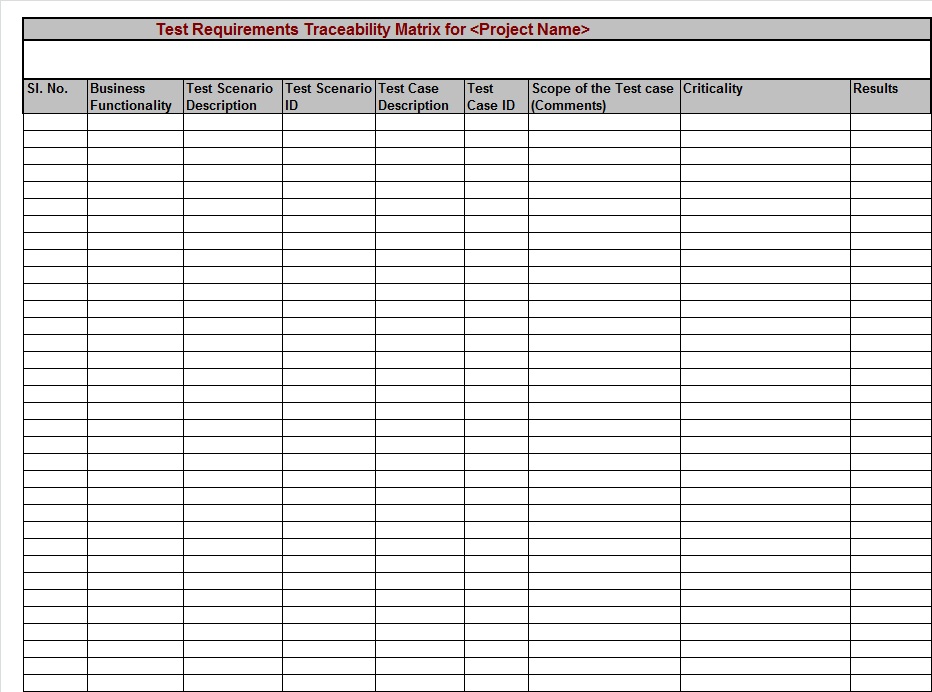 Test Requirements Traceability Matrix for <Project Name>
Sl. No.
Business
Functionality
Test Scenario
Description
Test Scenario
ID
Test Case
Description
Test
Case ID
Scope of the Test case
(Comments)
Criticality
Results